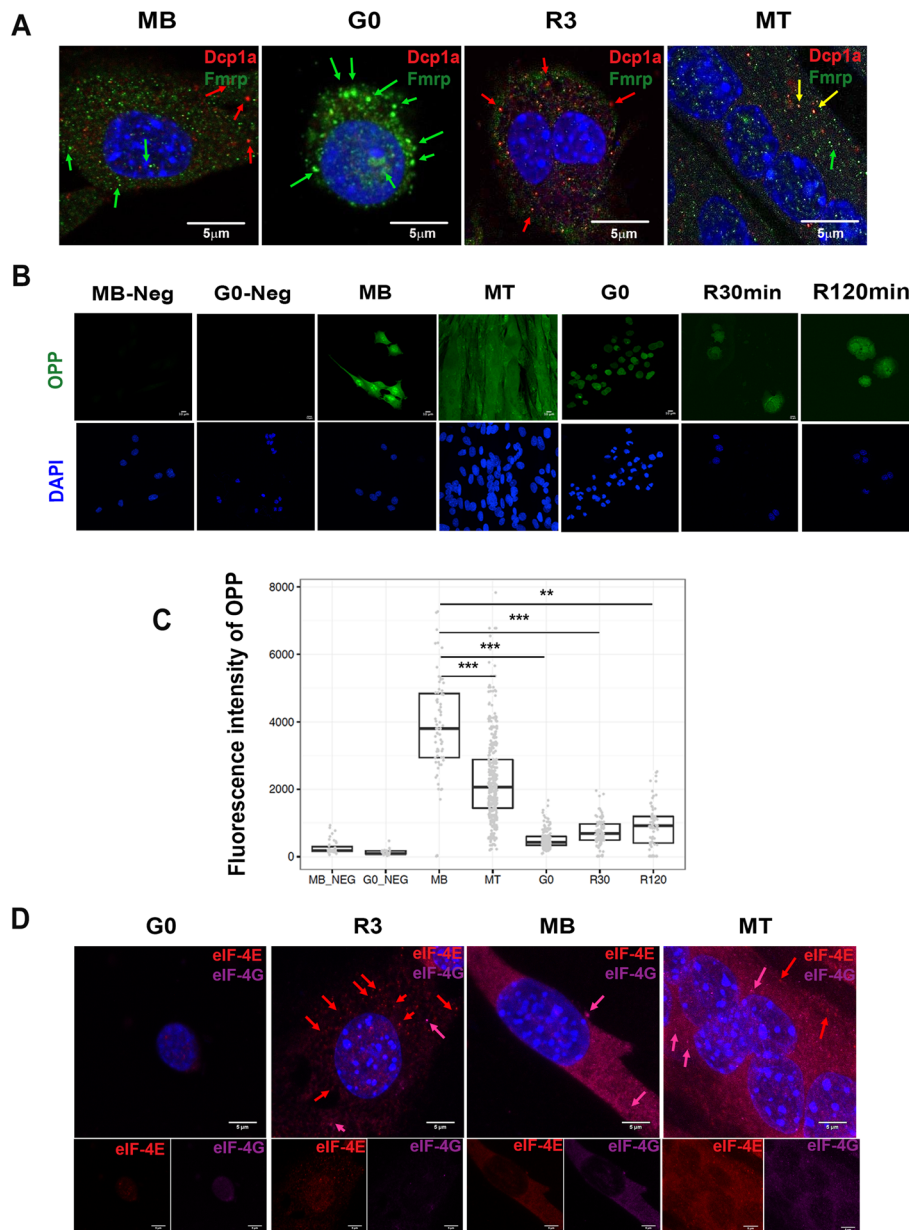 A
MB
G0
R3
MT
Dcp1a
Fmrp
Dcp1a
Fmrp
Dcp1a
Fmrp
Dcp1a
Fmrp
5μm
5μm
5μm
5μm
B
MB-Neg
G0-Neg
MB
MT
G0
R30min
R120min
OPP
DAPI
C
Fluorescence intensity of OPP
8000
6000
4000
2000
0
**
***
***
***
MB_NEG
G0_NEG
MB
MT
G0
R30
R120
D
G0
R3
MB
MT
eIF-4E
eIF-4G
eIF-4E
eIF-4G
eIF-4E
eIF-4G
eIF-4E
eIF-4G
5 μm
5 μm
5 μm
5 μm
eIF-4E
eIF-4G
eIF-4E
eIF-4G
eIF-4E
eIF-4G
eIF-4E
eIF-4G